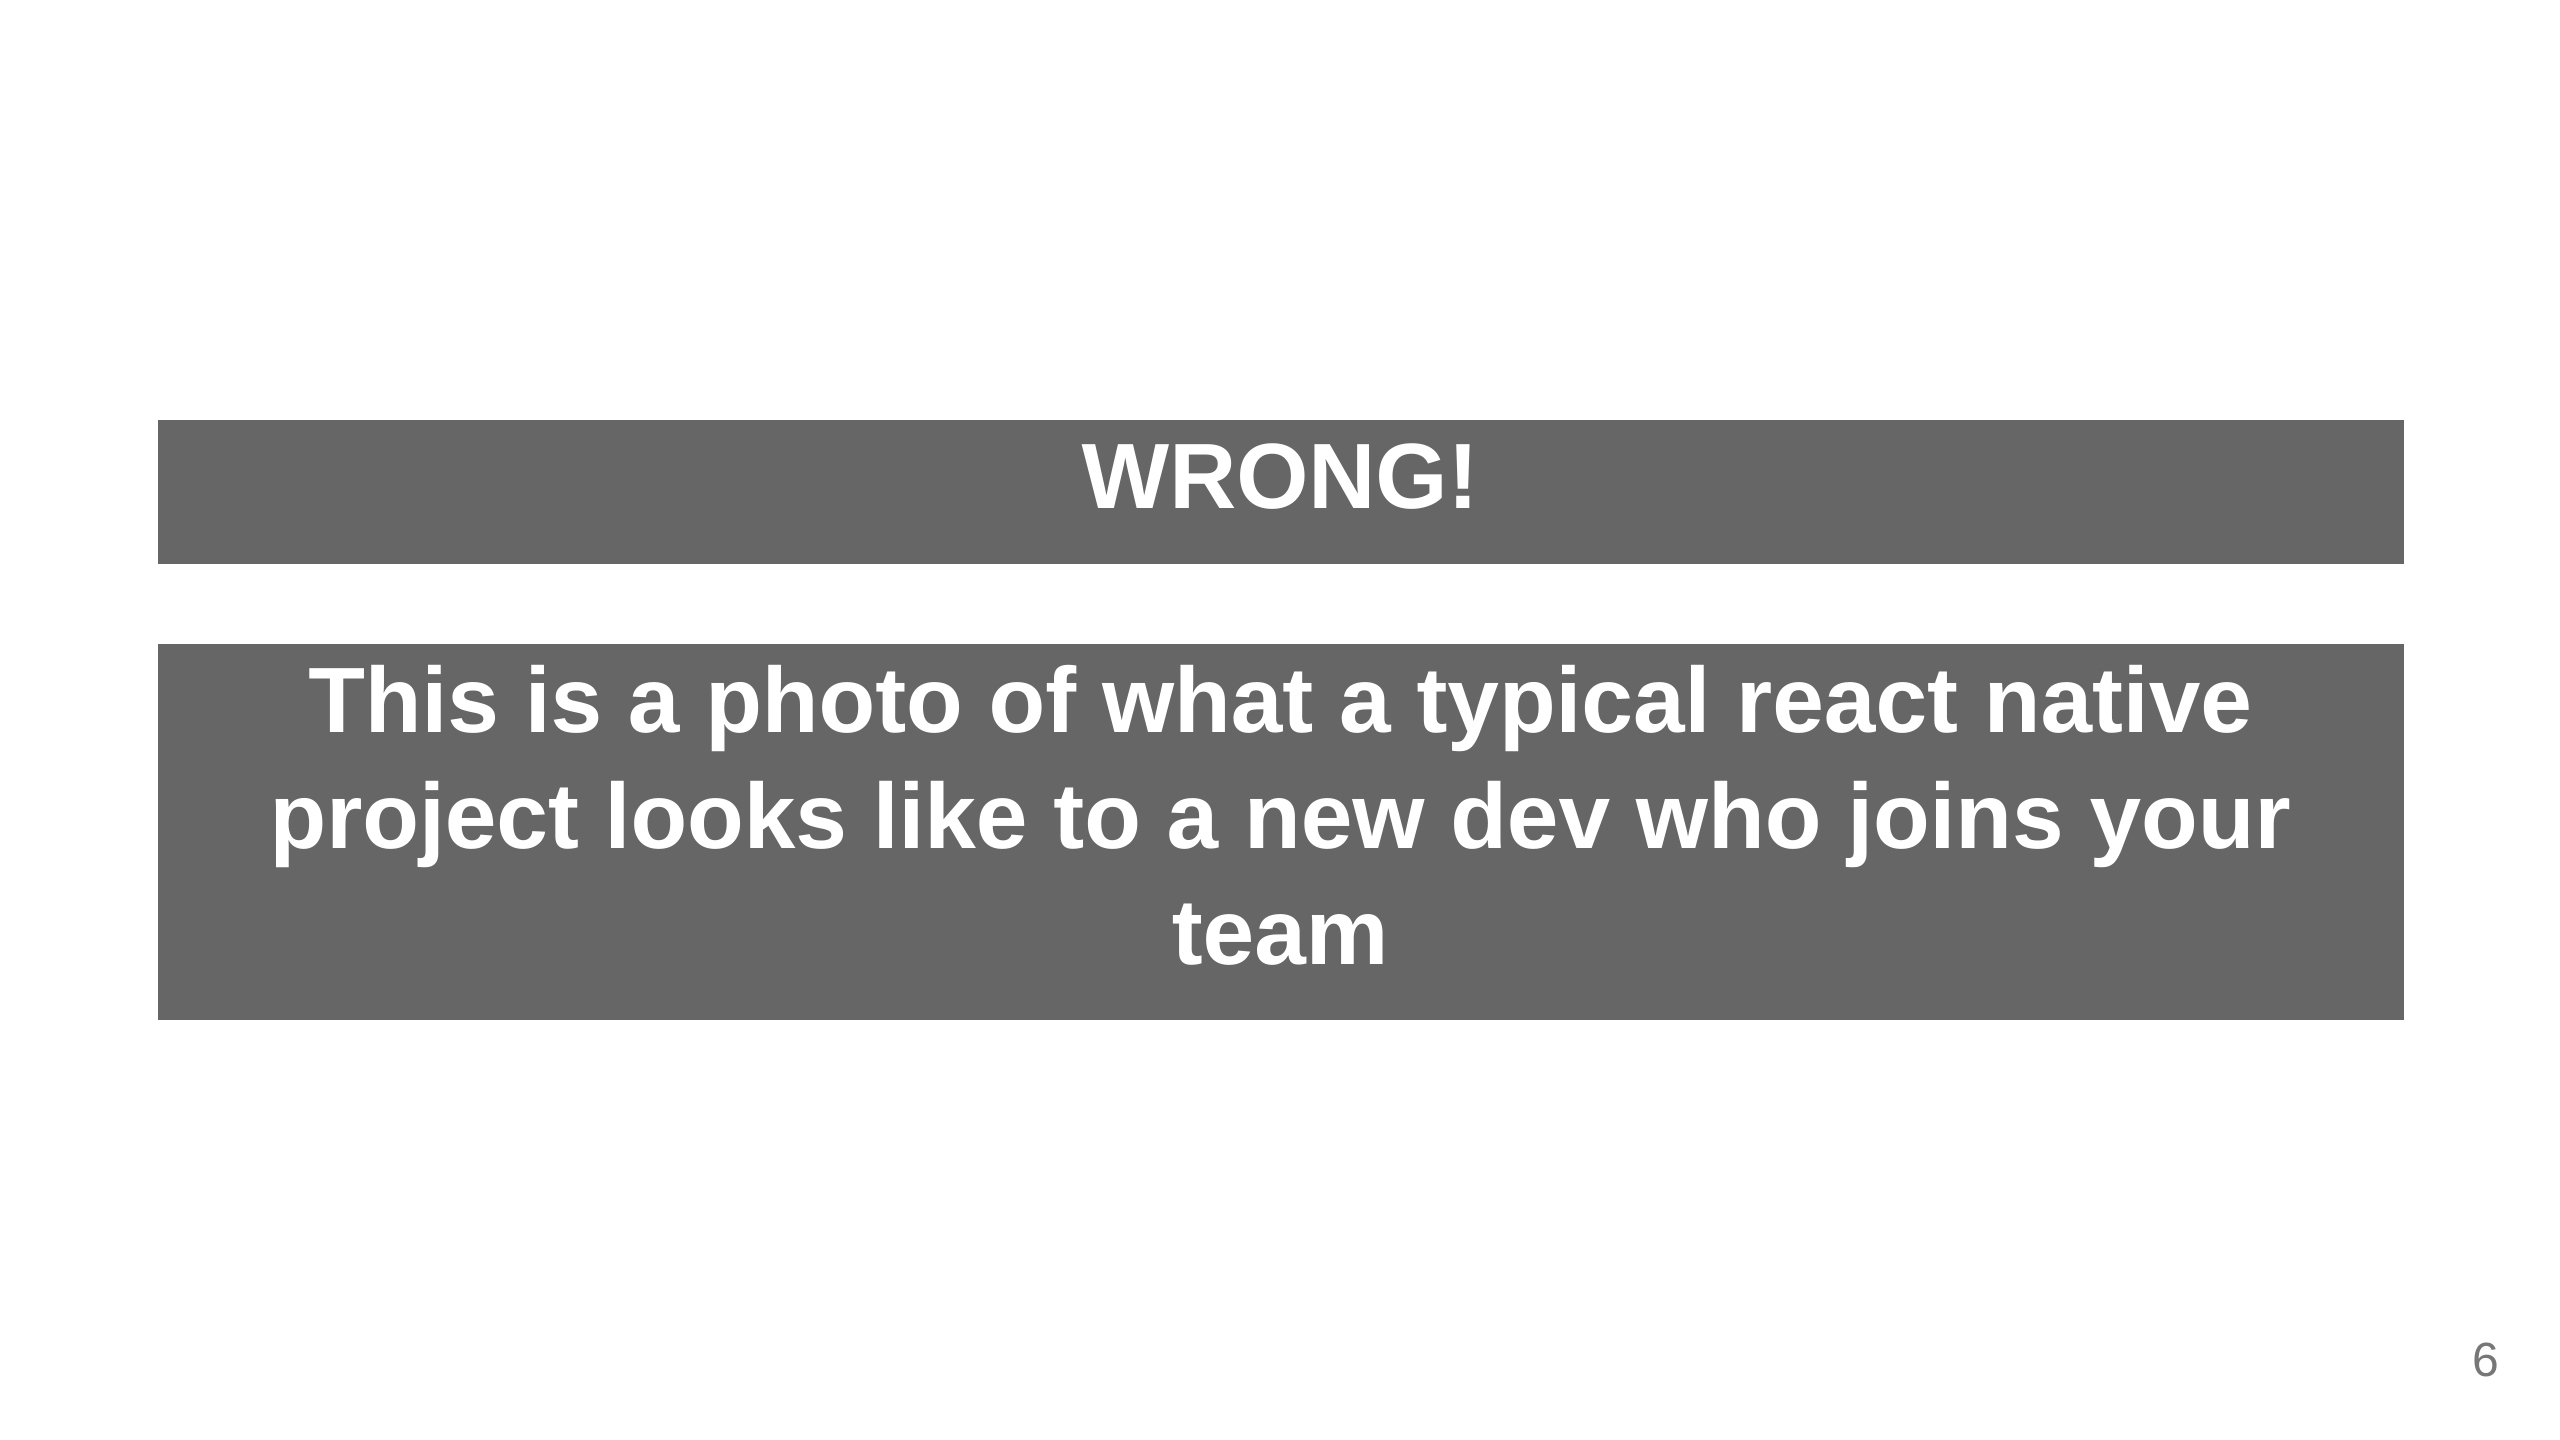 WRONG!
This is a photo of what a typical react native
project looks like to a new dev who joins your
team
6